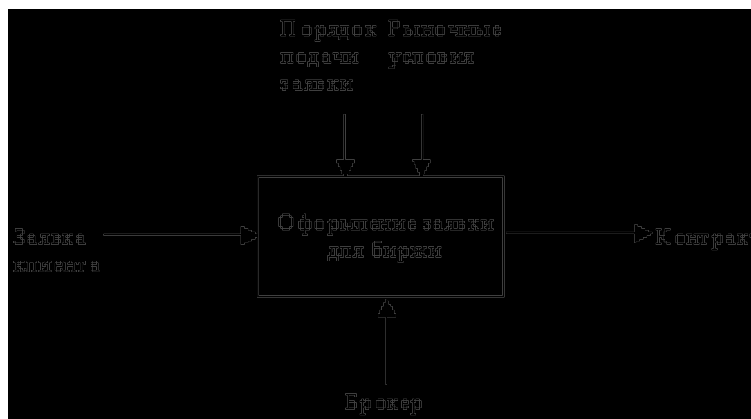 Порядок Рыночные
подачи условия
заявки
Оформление заявки
для биржи
Заявка
клиента
Контрак
Брокер